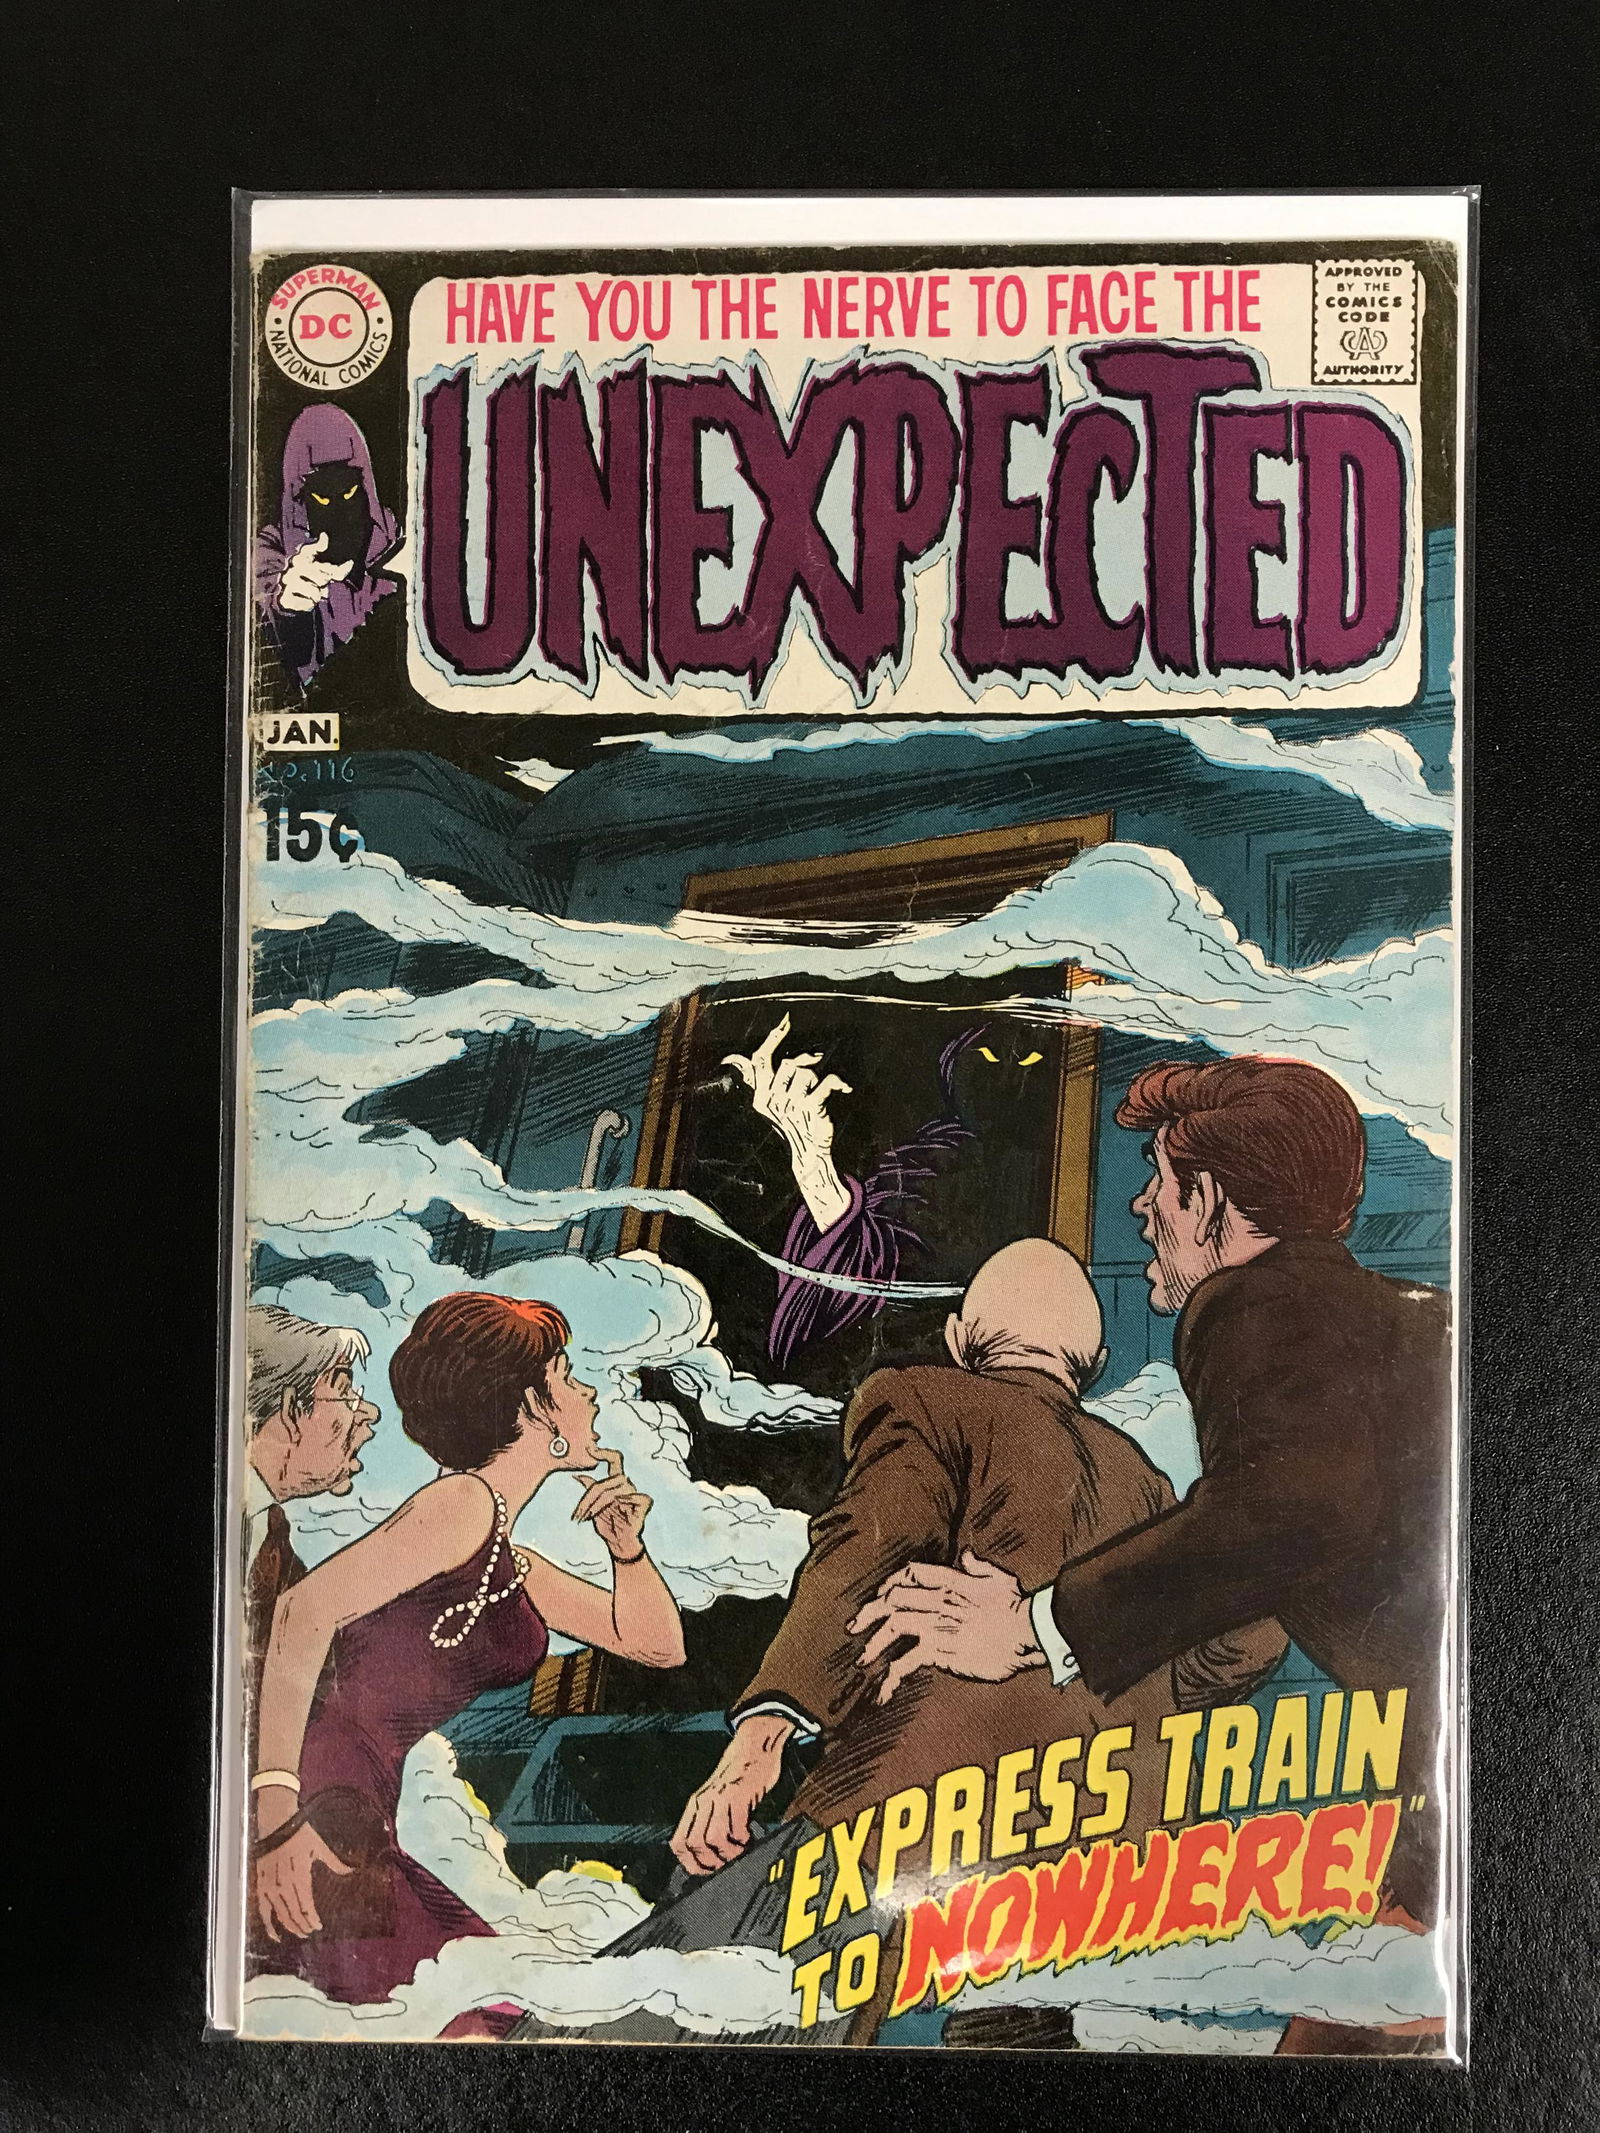 SUPERMAN
DC
NATIONAL COMICS
HAVE YOU THE NERVE TO FACE THE
UNEXPECTED
APPROVED
BY THE
COMICS
CODE
CA
AUTHORITY
JAN.
NO. 116
15¢
"EXPRESS TRAIN
TO NOWHERE!"